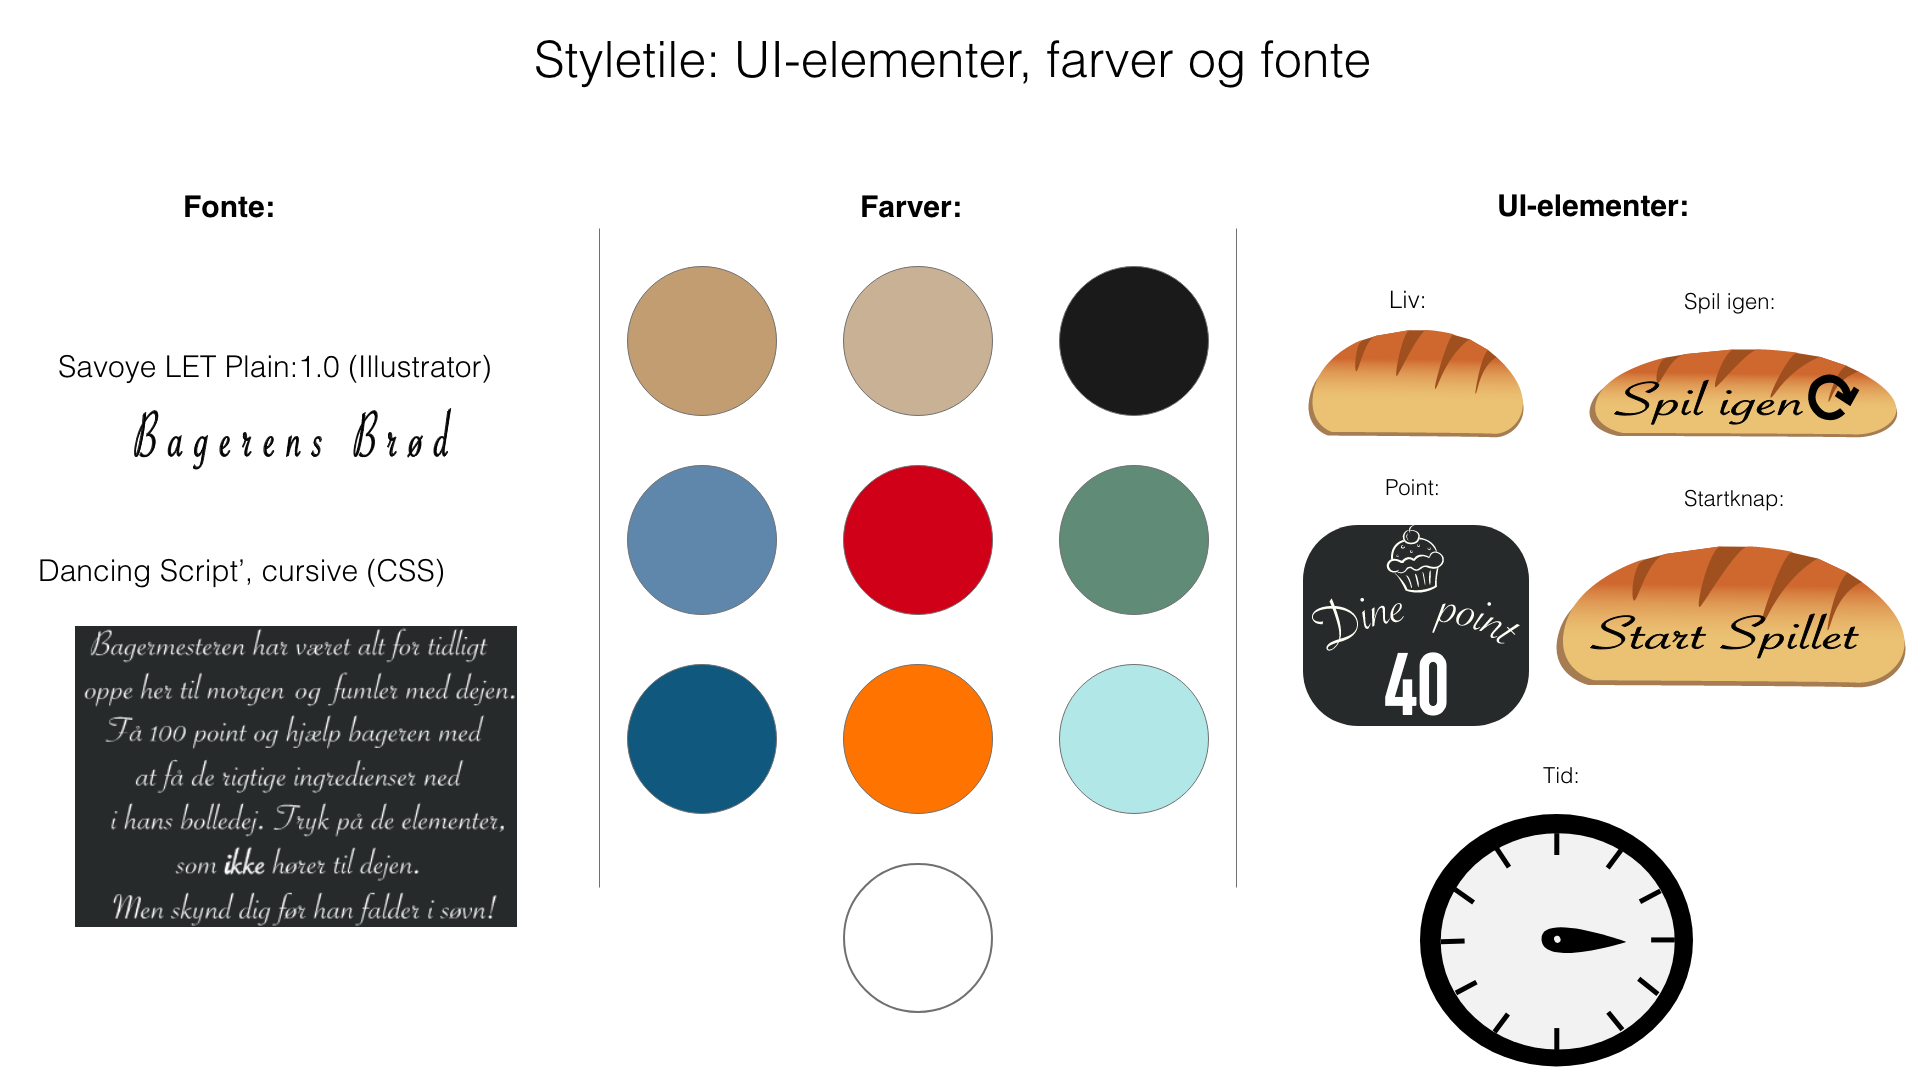 Styletile: UI-elementer, farver og fonte
Fonte:
Savoye LET Plain:1.0 (Illustrator)
Bagerens Brød
Dancing Script’, cursive (CSS)
Bagermesteren har været alt for tidligt
oppe her til morgen og fumler med dejen.
Få 100 point og hjælp bageren med
at få de rigtige ingredienser ned
i hans bolledej. Tryk på de elementer,
som ikke hører til dejen.
Men skynd dig før han falder i søvn!
Farver:
UI-elementer:
Liv:
Spil igen:
Spil igen
Point:
Dine point
40
Startknap:
Start Spillet
Tid: